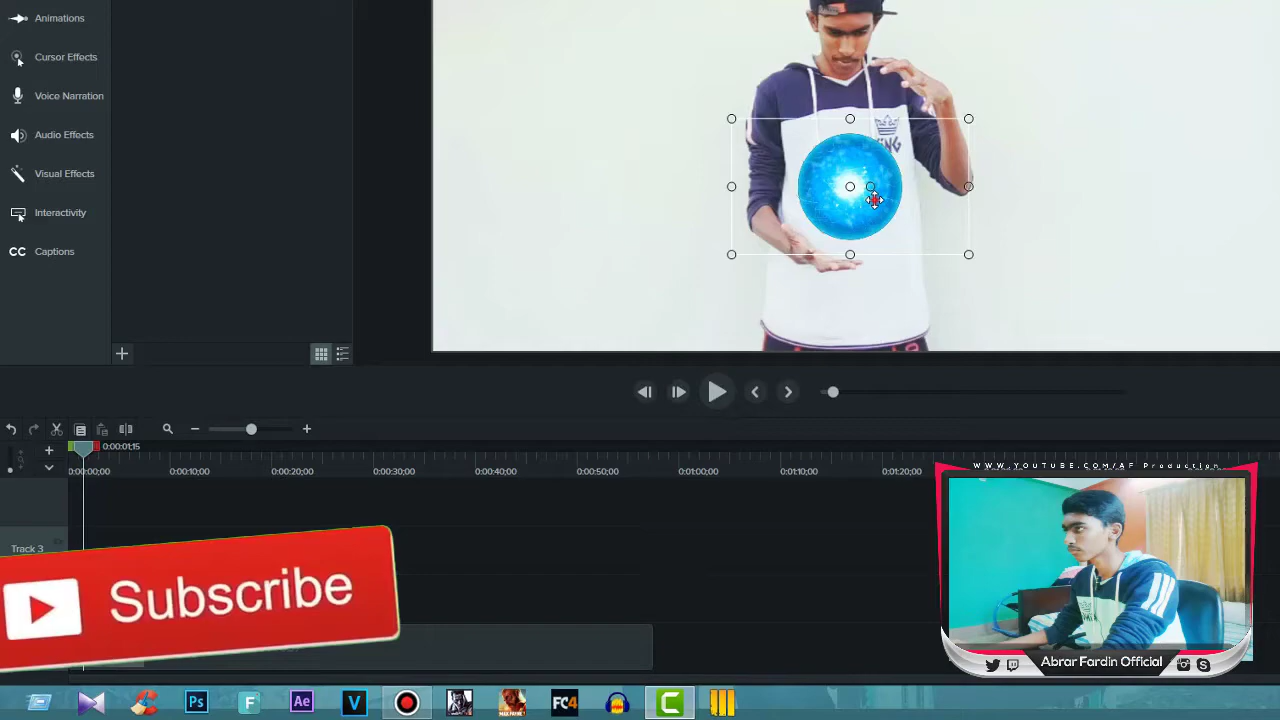 Animations
Cursor Effects
Voice Narration
Audio Effects
Visual Effects
Interactivity
CC Captions
0:00:01;15
0:00:00;00 0:00:10;00 0:00:20;00 0:00:30;00 0:00:40;00 0:00:50;00 0:01:00;00 0:01:10;00 0:01:20;00
WWW.YOUTUBE.COM/AF Production
Track 3
Subscribe
Abrar Fardin Official
Ps
F
Ae
V
FC4
C